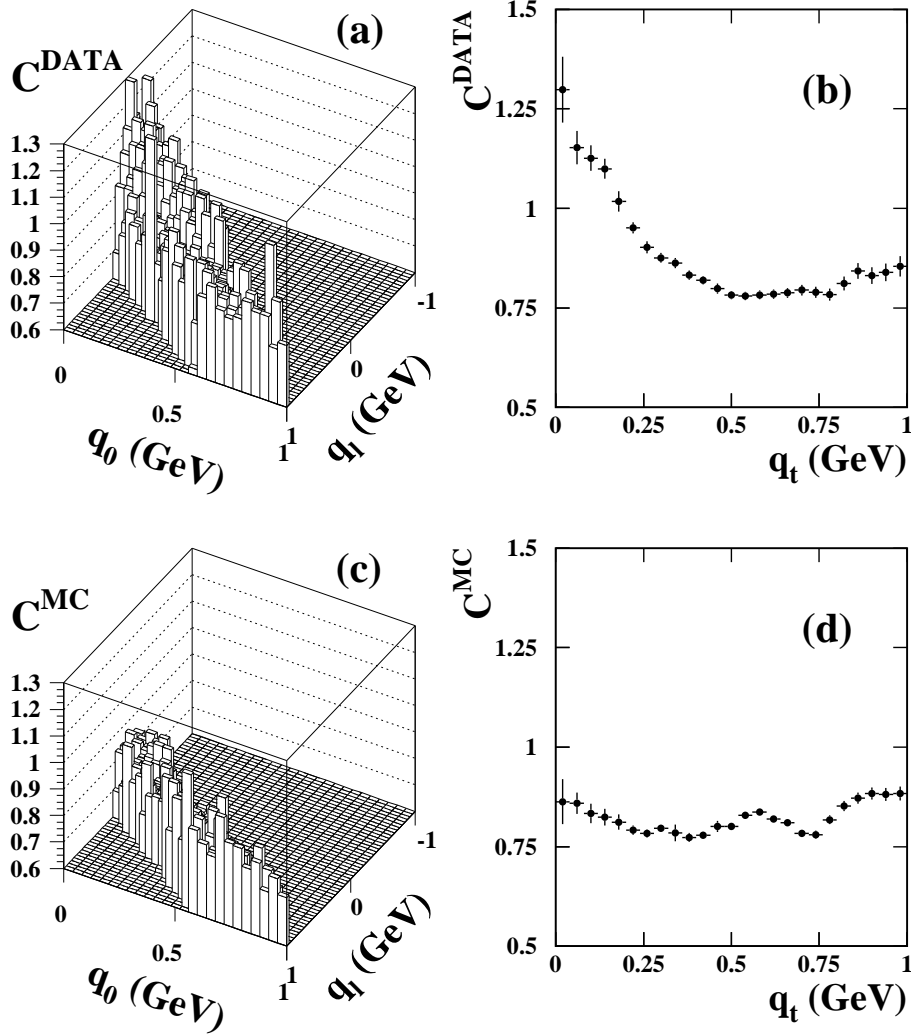 (a)
C^DATA
1.3
1.2
1.1
1
0.9
0.8
0.7
0.6
0
0.5
1
q_0 (GeV)
-1
0
1
q_l (GeV)
C^DATA
(b)
1.5
1.25
1
0.75
0.5
0 0.25 0.5 0.75 1
q_t (GeV)
(c)
C^MC
1.3
1.2
1.1
1
0.9
0.8
0.7
0.6
0
0.5
1
q_0 (GeV)
-1
0
1
q_l (GeV)
C^MC
(d)
1.5
1.25
1
0.75
0.5
0 0.25 0.5 0.75 1
q_t (GeV)